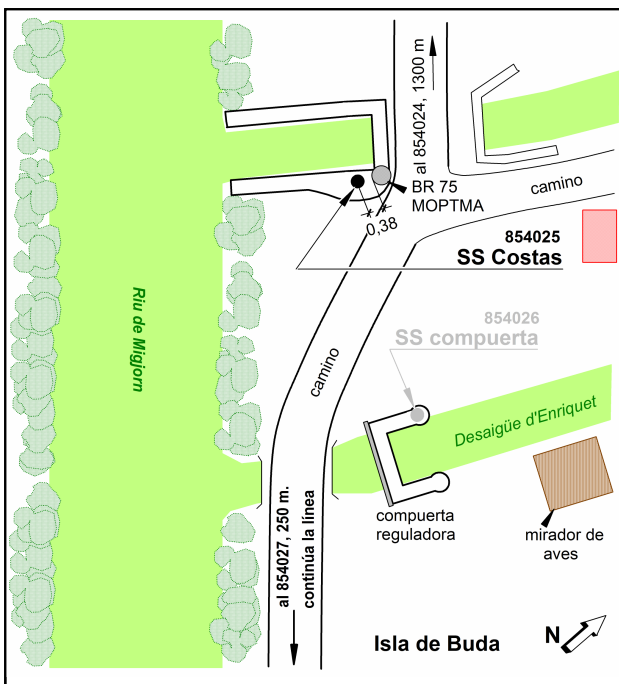 al 854024, 1300 m
camino
BR 75
MOPTMA
0,38
854025
SS Costas
Riu de Migjorn
854026
SS compuerta
camino
Desaigüe d'Enriquet
compuerta
reguladora
mirador de
aves
al 854027, 250 m.
continúa la línea
Isla de Buda
N